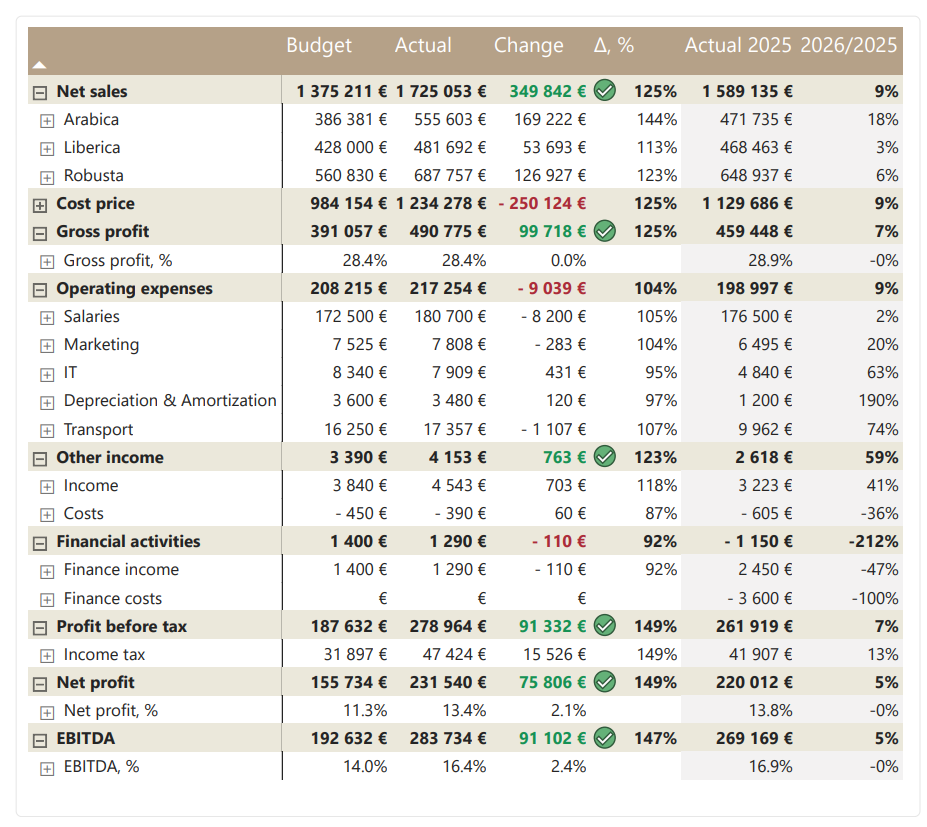 Budget Actual Change Δ, % Actual 2025 2026/2025
Net sales 1 375 211 € 1 725 053 € 349 842 € 125% 1 589 135 € 9%
Arabica 386 381 € 555 603 € 169 222 € 144% 471 735 € 18%
Liberica 428 000 € 481 692 € 53 693 € 113% 468 463 € 3%
Robusta 560 830 € 687 757 € 126 927 € 123% 648 937 € 6%
Cost price 984 154 € 1 234 278 € - 250 124 € 125% 1 129 686 € 9%
Gross profit 391 057 € 490 775 € 99 718 € 125% 459 448 € 7%
Gross profit, % 28.4% 28.4% 0.0% 28.9% -0%
Operating expenses 208 215 € 217 254 € - 9 039 € 104% 198 997 € 9%
Salaries 172 500 € 180 700 € - 8 200 € 105% 176 500 € 2%
Marketing 7 525 € 7 808 € - 283 € 104% 6 495 € 20%
IT 8 340 € 7 909 € 431 € 95% 4 840 € 63%
Depreciation & Amortization 3 600 € 3 480 € 120 € 97% 1 200 € 190%
Transport 16 250 € 17 357 € - 1 107 € 107% 9 962 € 74%
Other income 3 390 € 4 153 € 763 € 123% 2 618 € 59%
Income 3 840 € 4 543 € 703 € 118% 3 223 € 41%
Costs - 450 € - 390 € 60 € 87% - 605 € -36%
Financial activities 1 400 € 1 290 € - 110 € 92% - 1 150 € -212%
Finance income 1 400 € 1 290 € - 110 € 92% 2 450 € -47%
Finance costs € € € - 3 600 € -100%
Profit before tax 187 632 € 278 964 € 91 332 € 149% 261 919 € 7%
Income tax 31 897 € 47 424 € 15 526 € 149% 41 907 € 13%
Net profit 155 734 € 231 540 € 75 806 € 149% 220 012 € 5%
Net profit, % 11.3% 13.4% 2.1% 13.8% -0%
EBITDA 192 632 € 283 734 € 91 102 € 147% 269 169 € 5%
EBITDA, % 14.0% 16.4% 2.4% 16.9% -0%